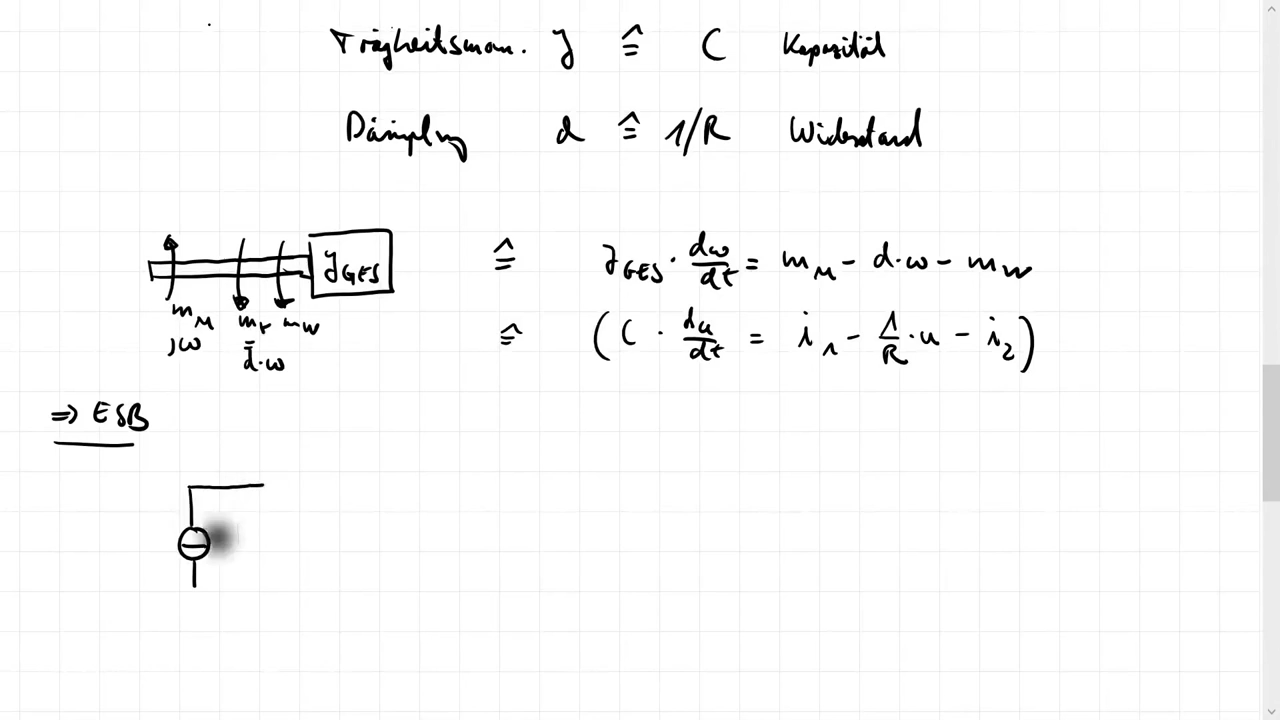 Trägheitsmom. J ≙ C Kapazität
Dämpfung d ≙ 1/R Widerstand
J_GES ≙ J_GES · dω/dt = m_M − d·ω − m_W
m_M m_r m_W
, ω = d·ω ≙ (C · du/dt = i_1 − 1/R · u − i_2)
⇒ ESB